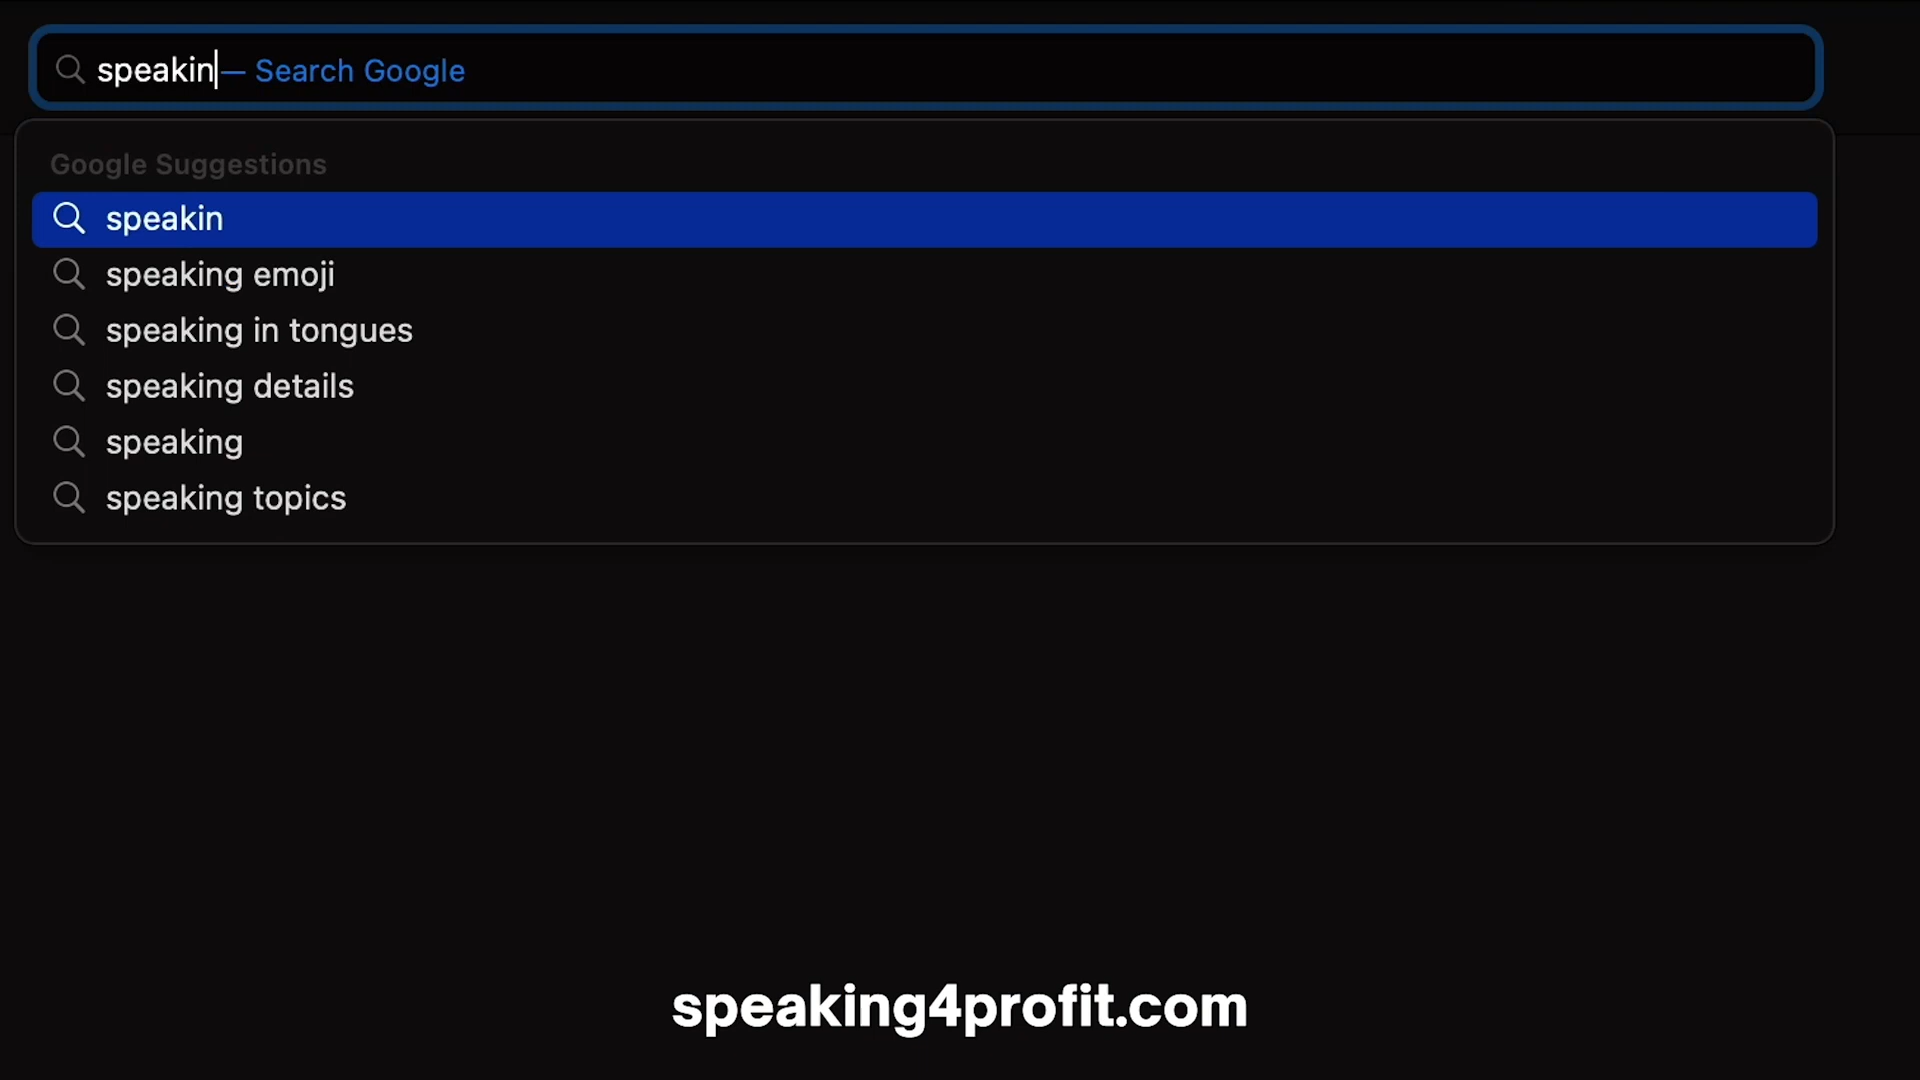 speakin — Search Google
Google Suggestions
speakin
speaking emoji
speaking in tongues
speaking details
speaking
speaking topics
speaking4profit.com